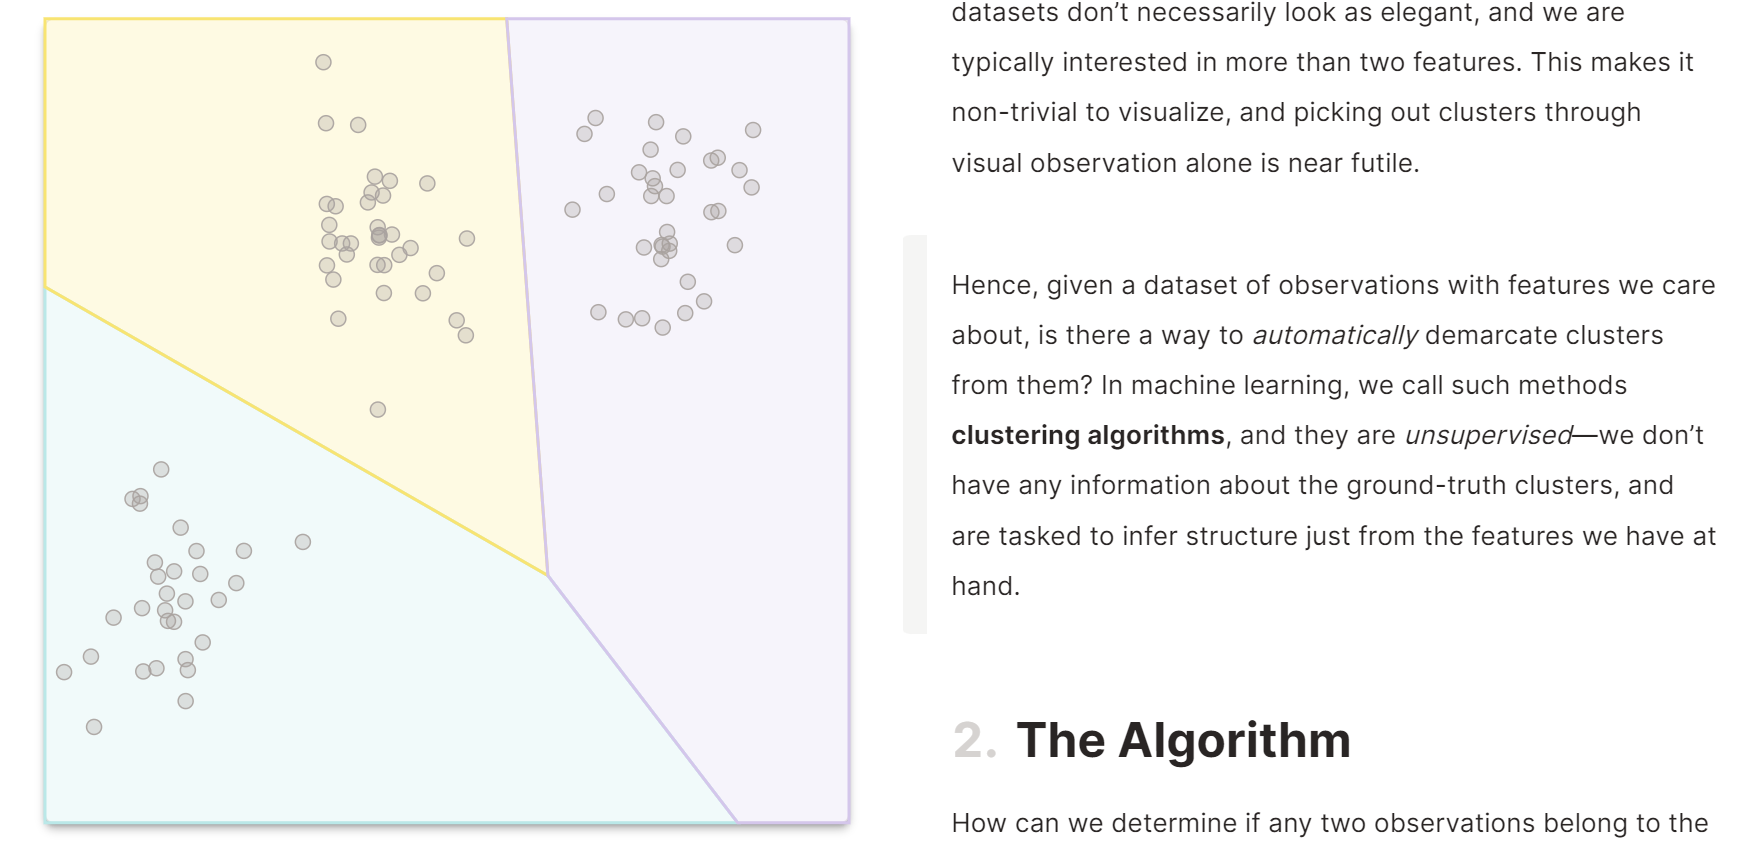 datasets don’t necessarily look as elegant, and we are
typically interested in more than two features. This makes it
non-trivial to visualize, and picking out clusters through
visual observation alone is near futile.
Hence, given a dataset of observations with features we care
about, is there a way to automatically demarcate clusters
from them? In machine learning, we call such methods
clustering algorithms, and they are unsupervised—we don’t
have any information about the ground-truth clusters, and
are tasked to infer structure just from the features we have at
hand.
2. The Algorithm
How can we determine if any two observations belong to the